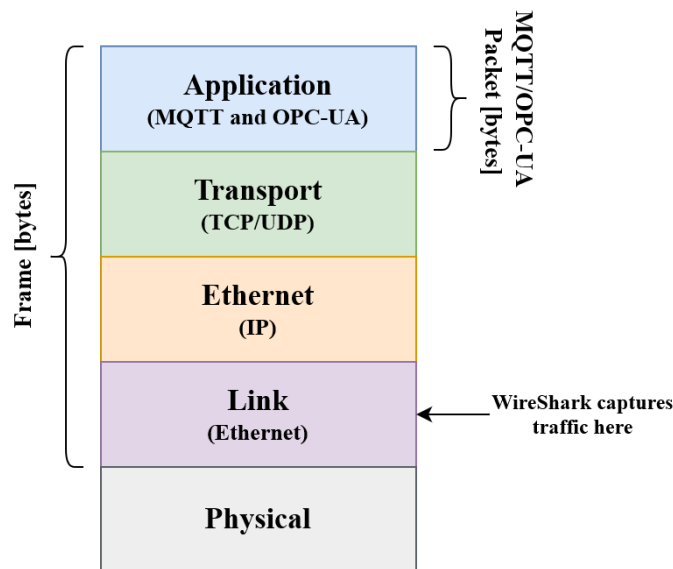 Application
(MQTT and OPC-UA)
Transport
(TCP/UDP)
Ethernet
(IP)
Link
(Ethernet)
Physical
Frame [bytes]
MQTT/OPC-UA
Packet [bytes]
WireShark captures
traffic here